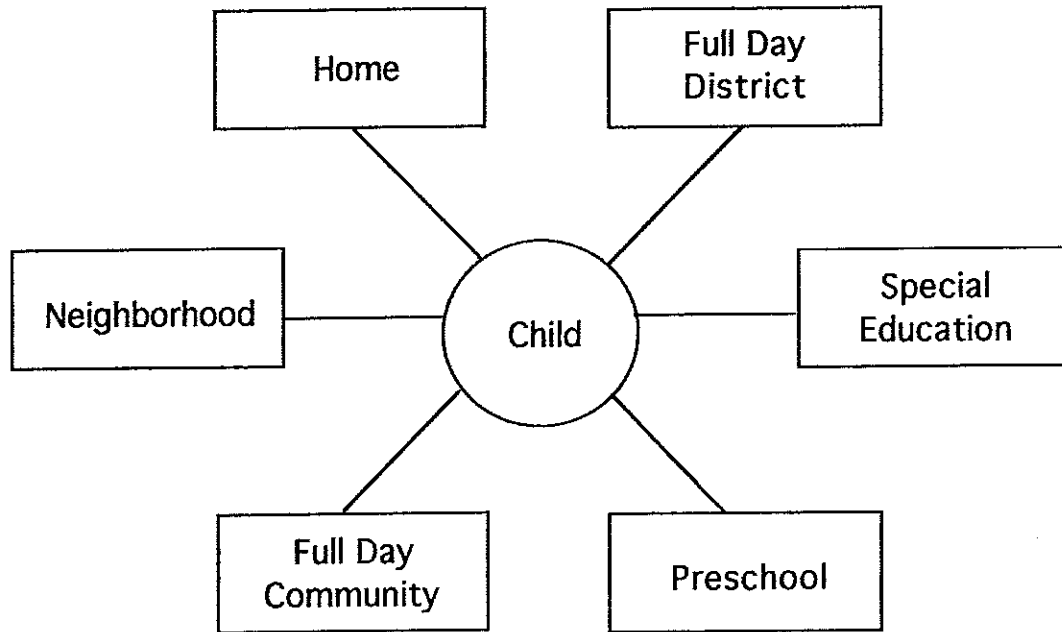 Home
Full Day
District
Neighborhood
Child
Special
Education
Full Day
Community
Preschool